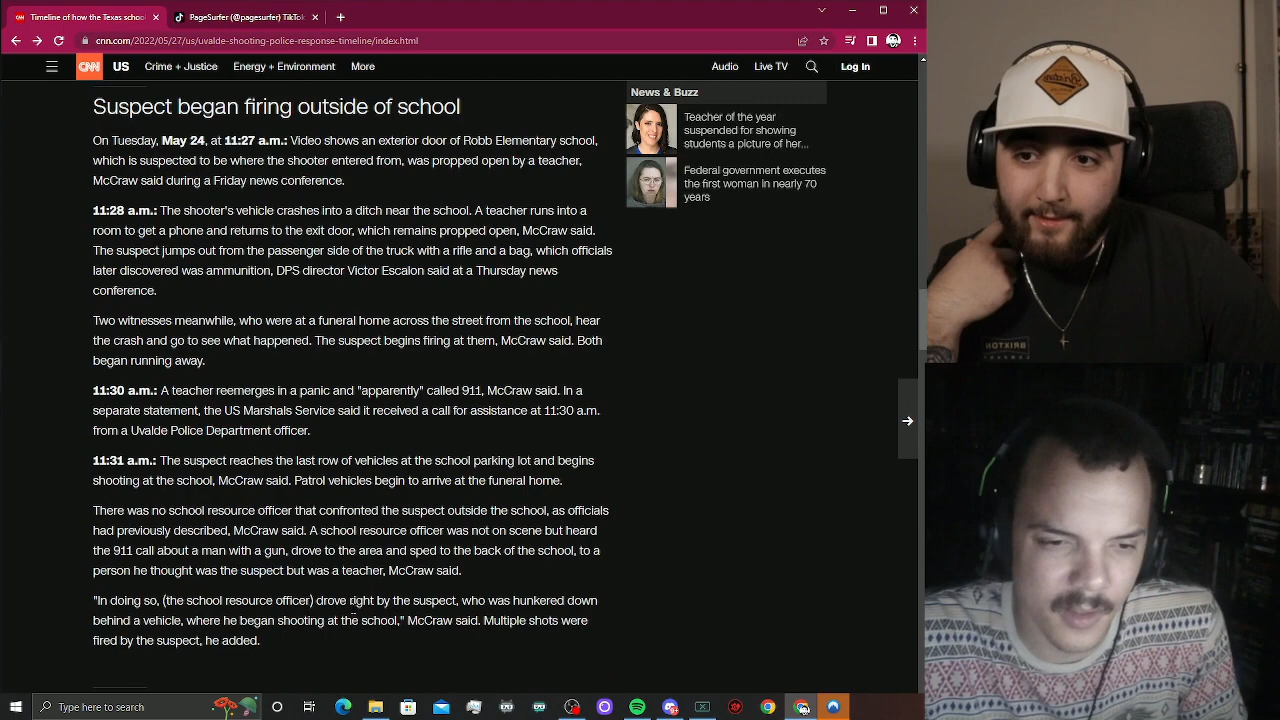 Timeline of how the Texas school
PageSurfer (@pagesurfer) TikTok
cnn.com/2022/05/27/us/uvalde-shooting-police-response-timeline/index.html
CNN US Crime + Justice Energy + Environment More Audio Live TV Log In
Suspect began firing outside of school
On Tuesday, May 24, at 11:27 a.m.: Video shows an exterior door of Robb Elementary school,
which is suspected to be where the shooter entered from, was propped open by a teacher,
McCraw said during a Friday news conference.
11:28 a.m.: The shooter's vehicle crashes into a ditch near the school. A teacher runs into a
room to get a phone and returns to the exit door, which remains propped open, McCraw said.
The suspect jumps out from the passenger side of the truck with a rifle and a bag, which officials
later discovered was ammunition, DPS director Victor Escalon said at a Thursday news
conference.
Two witnesses meanwhile, who were at a funeral home across the street from the school, hear
the crash and go to see what happened. The suspect begins firing at them, McCraw said. Both
began running away.
11:30 a.m.: A teacher reemerges in a panic and "apparently" called 911, McCraw said. In a
separate statement, the US Marshals Service said it received a call for assistance at 11:30 a.m.
from a Uvalde Police Department officer.
11:31 a.m.: The suspect reaches the last row of vehicles at the school parking lot and begins
shooting at the school, McCraw said. Patrol vehicles begin to arrive at the funeral home.
There was no school resource officer that confronted the suspect outside the school, as officials
had previously described, McCraw said. A school resource officer was not on scene but heard
the 911 call about a man with a gun, drove to the area and sped to the back of the school, to a
person he thought was the suspect but was a teacher, McCraw said.
"In doing so, (the school resource officer) drove right by the suspect, who was hunkered down
behind a vehicle, where he began shooting at the school," McCraw said. Multiple shots were
fired by the suspect, he added.
News & Buzz
Teacher of the year
suspended for showing
students a picture of her...
Federal government executes
the first woman in nearly 70
years
BRIXTON
Type here to search